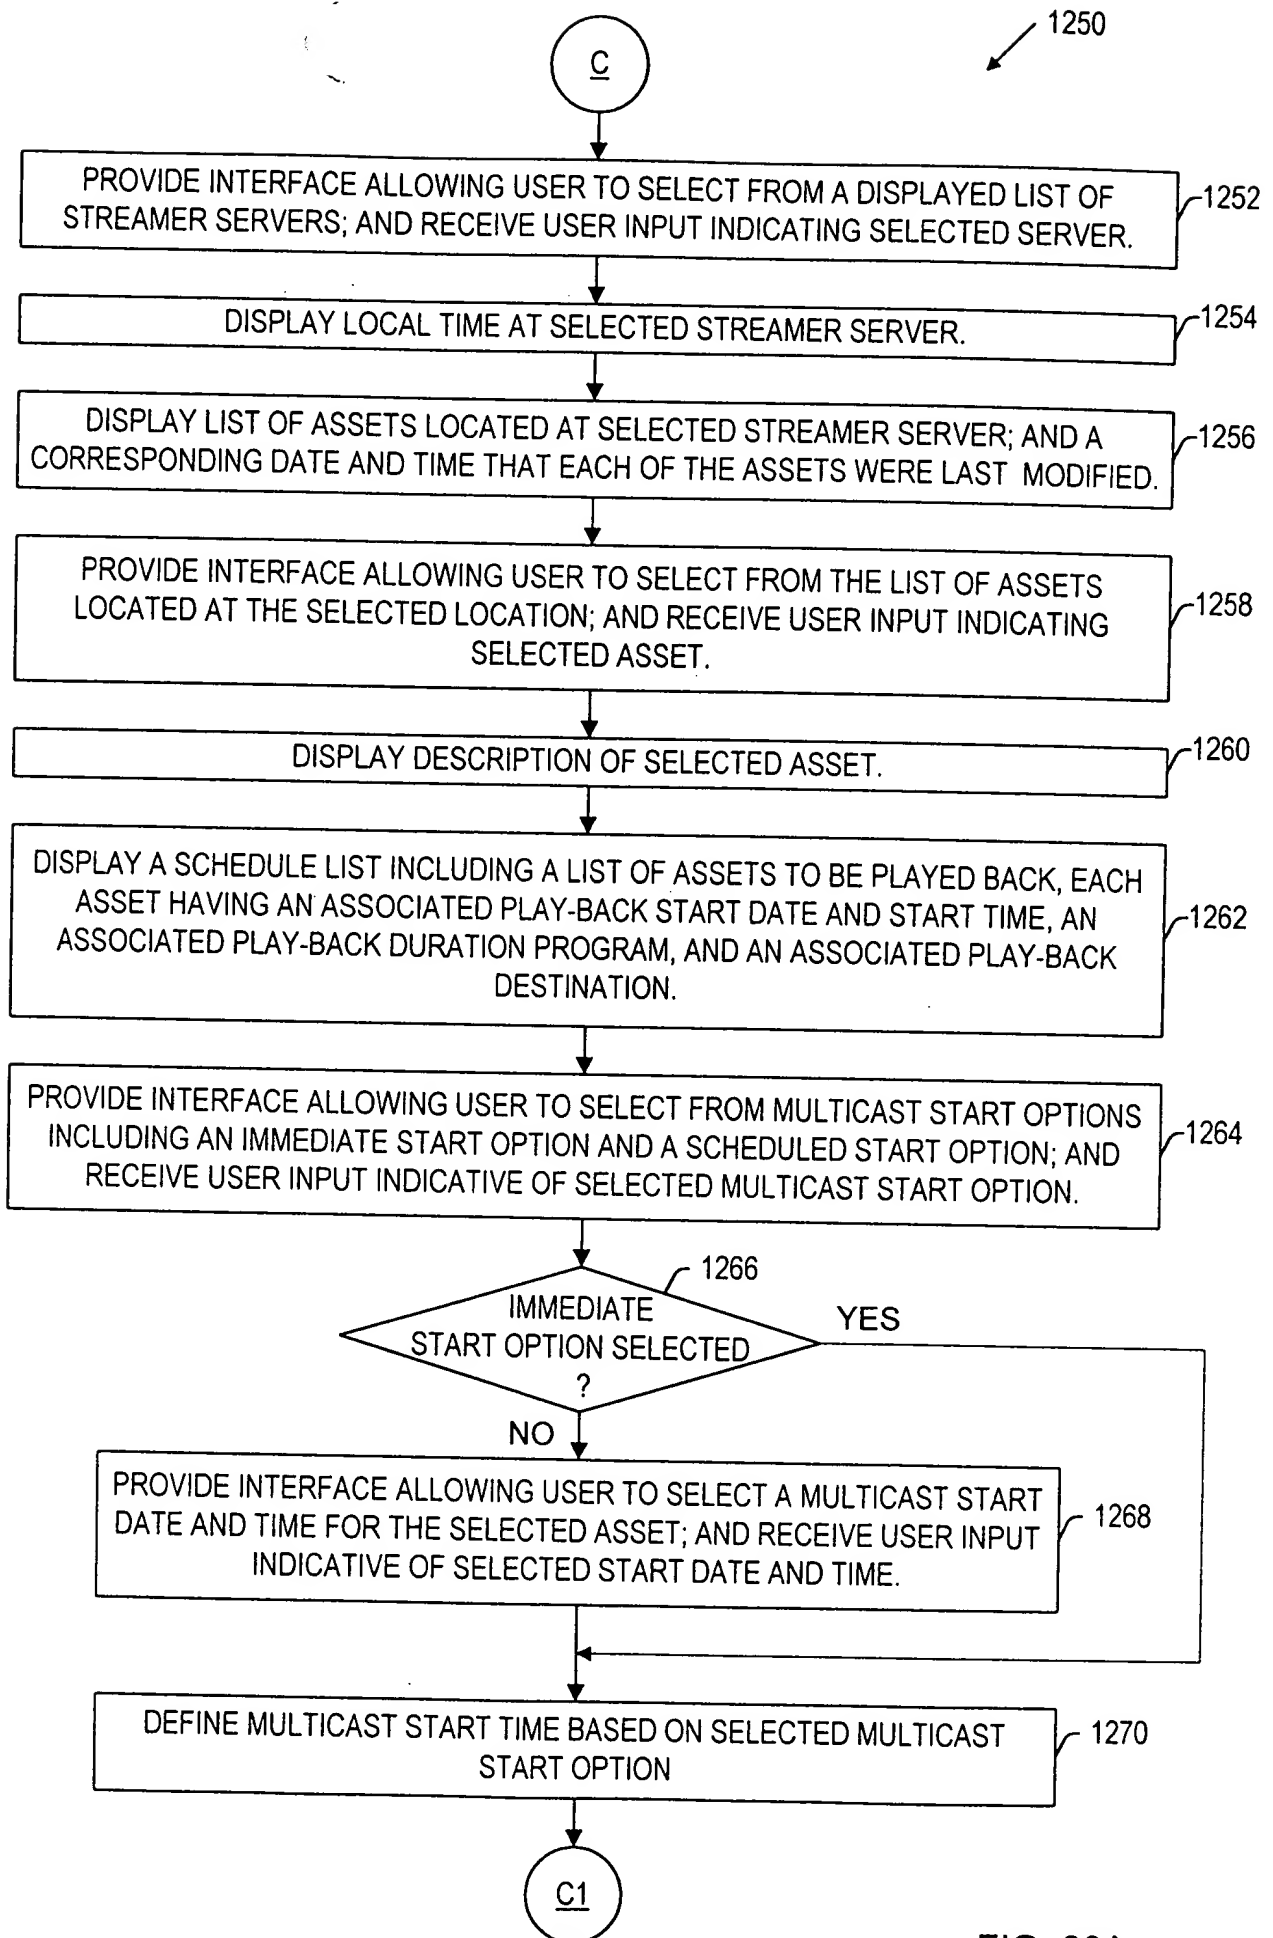 1250
C
PROVIDE INTERFACE ALLOWING USER TO SELECT FROM A DISPLAYED LIST OF
STREAMER SERVERS; AND RECEIVE USER INPUT INDICATING SELECTED SERVER.
1252
DISPLAY LOCAL TIME AT SELECTED STREAMER SERVER.
1254
DISPLAY LIST OF ASSETS LOCATED AT SELECTED STREAMER SERVER; AND A
CORRESPONDING DATE AND TIME THAT EACH OF THE ASSETS WERE LAST MODIFIED.
1256
PROVIDE INTERFACE ALLOWING USER TO SELECT FROM THE LIST OF ASSETS
LOCATED AT THE SELECTED LOCATION; AND RECEIVE USER INPUT INDICATING
SELECTED ASSET.
1258
DISPLAY DESCRIPTION OF SELECTED ASSET.
1260
DISPLAY A SCHEDULE LIST INCLUDING A LIST OF ASSETS TO BE PLAYED BACK, EACH
ASSET HAVING AN ASSOCIATED PLAY-BACK START DATE AND START TIME, AN
ASSOCIATED PLAY-BACK DURATION PROGRAM, AND AN ASSOCIATED PLAY-BACK
DESTINATION.
1262
PROVIDE INTERFACE ALLOWING USER TO SELECT FROM MULTICAST START OPTIONS
INCLUDING AN IMMEDIATE START OPTION AND A SCHEDULED START OPTION; AND
RECEIVE USER INPUT INDICATIVE OF SELECTED MULTICAST START OPTION.
1264
1266
IMMEDIATE
START OPTION SELECTED
?
YES
NO
PROVIDE INTERFACE ALLOWING USER TO SELECT A MULTICAST START
DATE AND TIME FOR THE SELECTED ASSET; AND RECEIVE USER INPUT
INDICATIVE OF SELECTED START DATE AND TIME.
1268
DEFINE MULTICAST START TIME BASED ON SELECTED MULTICAST
START OPTION
1270
C1